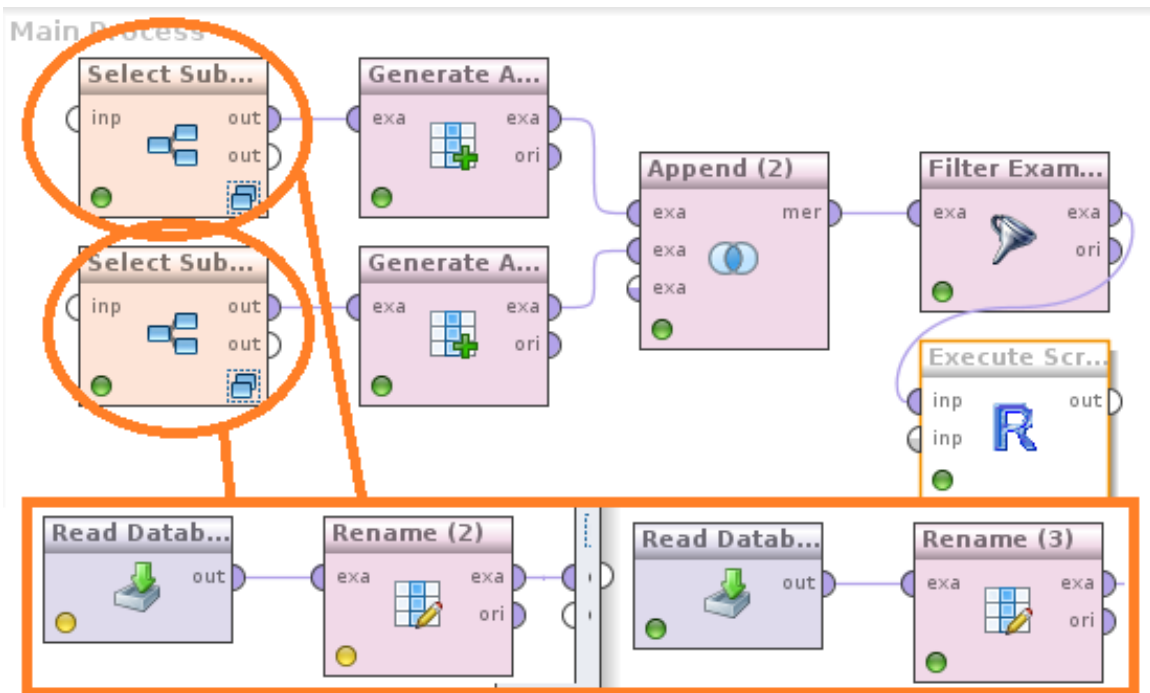 Main Process
Select Sub...
inp
out
out
Generate A...
exa
exa
ori
Append (2)
exa
mer
exa
exa
Filter Exam...
exa
exa
ori
Select Sub...
inp
out
out
Generate A...
exa
exa
ori
Execute Scr...
inp
out
inp
R
Read Datab...
out
Rename (2)
exa
exa
ori
Read Datab...
out
Rename (3)
exa
exa
ori